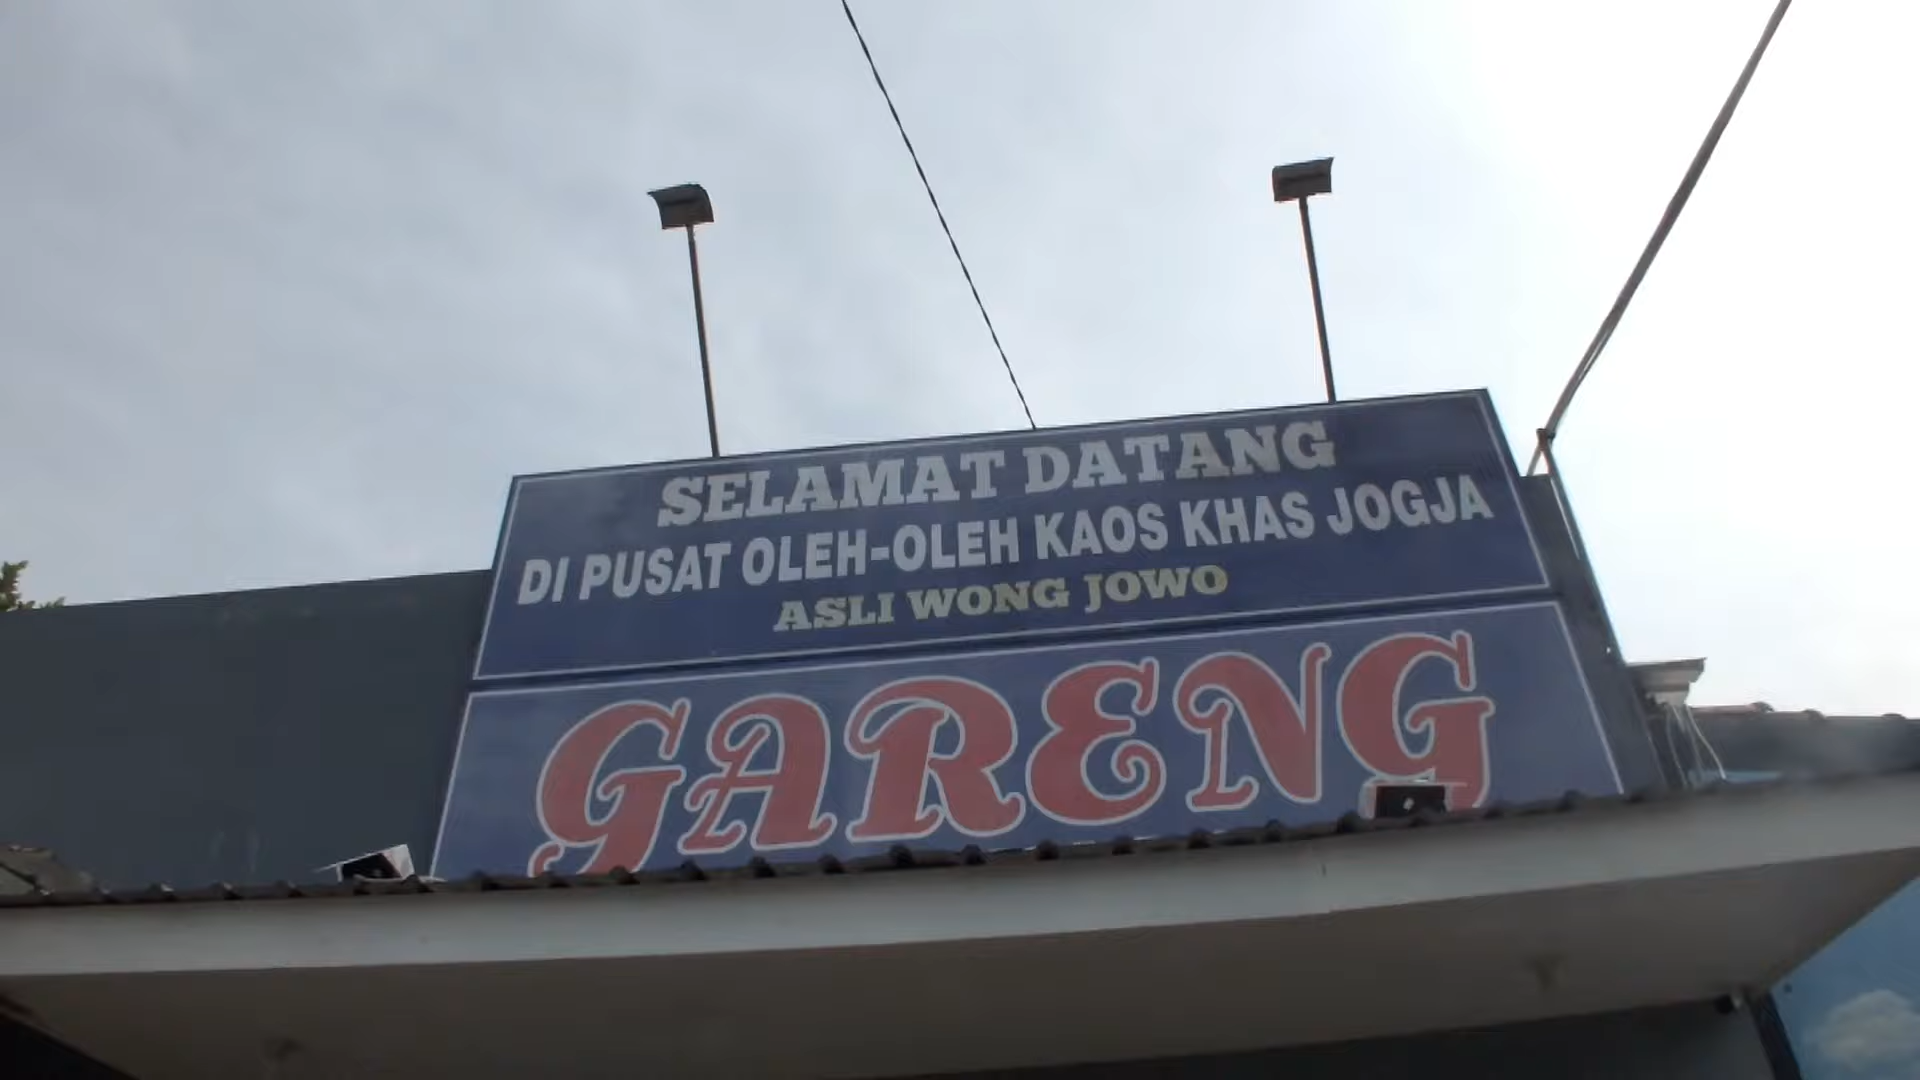 SELAMAT DATANG
DI PUSAT OLEH-OLEH KAOS KHAS JOGJA
ASLI WONG JOWO
GARENG